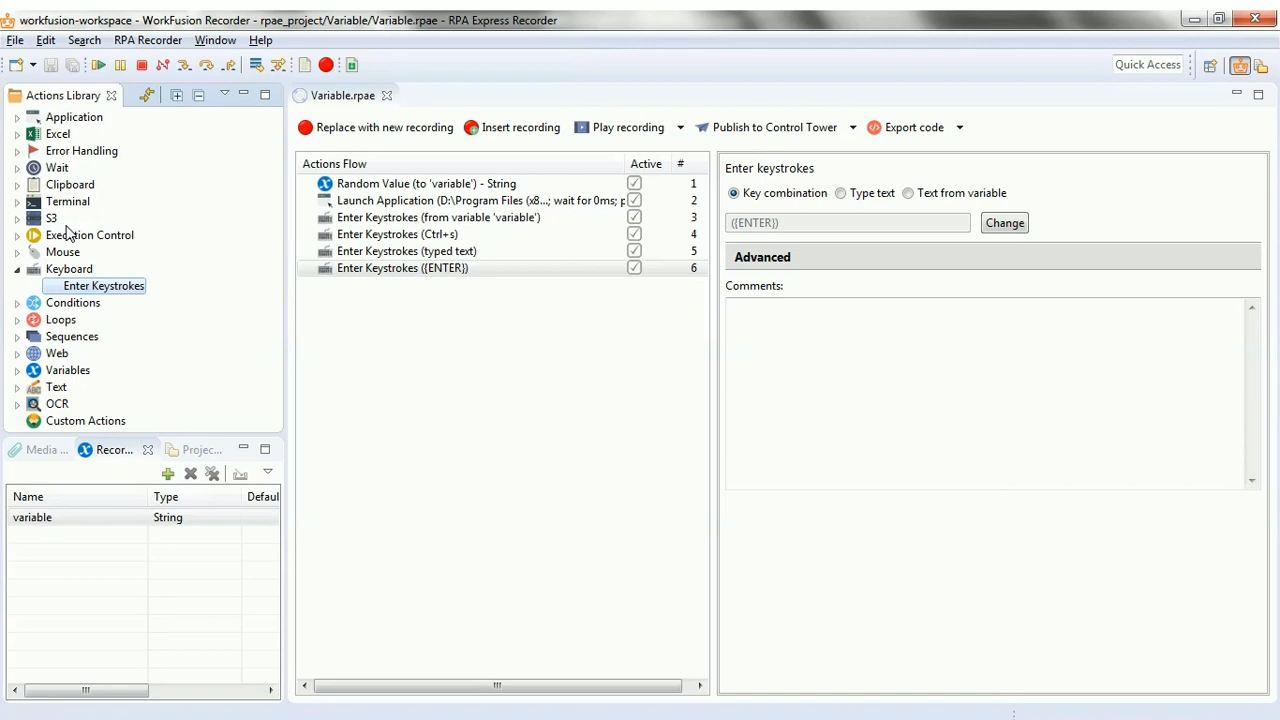 workfusion-workspace - WorkFusion Recorder - rpae_project/Variable/Variable.rpae - RPA Express Recorder
File Edit Search RPA Recorder Window Help
Quick Access
Actions Library
Application
Excel
Error Handling
Wait
Clipboard
Terminal
S3
Execution Control
Mouse
Keyboard
Enter Keystrokes
Conditions
Loops
Sequences
Web
Variables
Text
OCR
Custom Actions
Media ... Recor... Projec...
Name Type Defaul
variable String
Variable.rpae
Replace with new recording Insert recording Play recording Publish to Control Tower Export code
Actions Flow Active #
Random Value (to 'variable') - String 1
Launch Application (D:\Program Files (x8...; wait for 0ms; p 2
Enter Keystrokes (from variable 'variable') 3
Enter Keystrokes (Ctrl+s) 4
Enter Keystrokes (typed text) 5
Enter Keystrokes ({ENTER}) 6
Enter keystrokes
Key combination Type text Text from variable
({ENTER}) Change
Advanced
Comments: